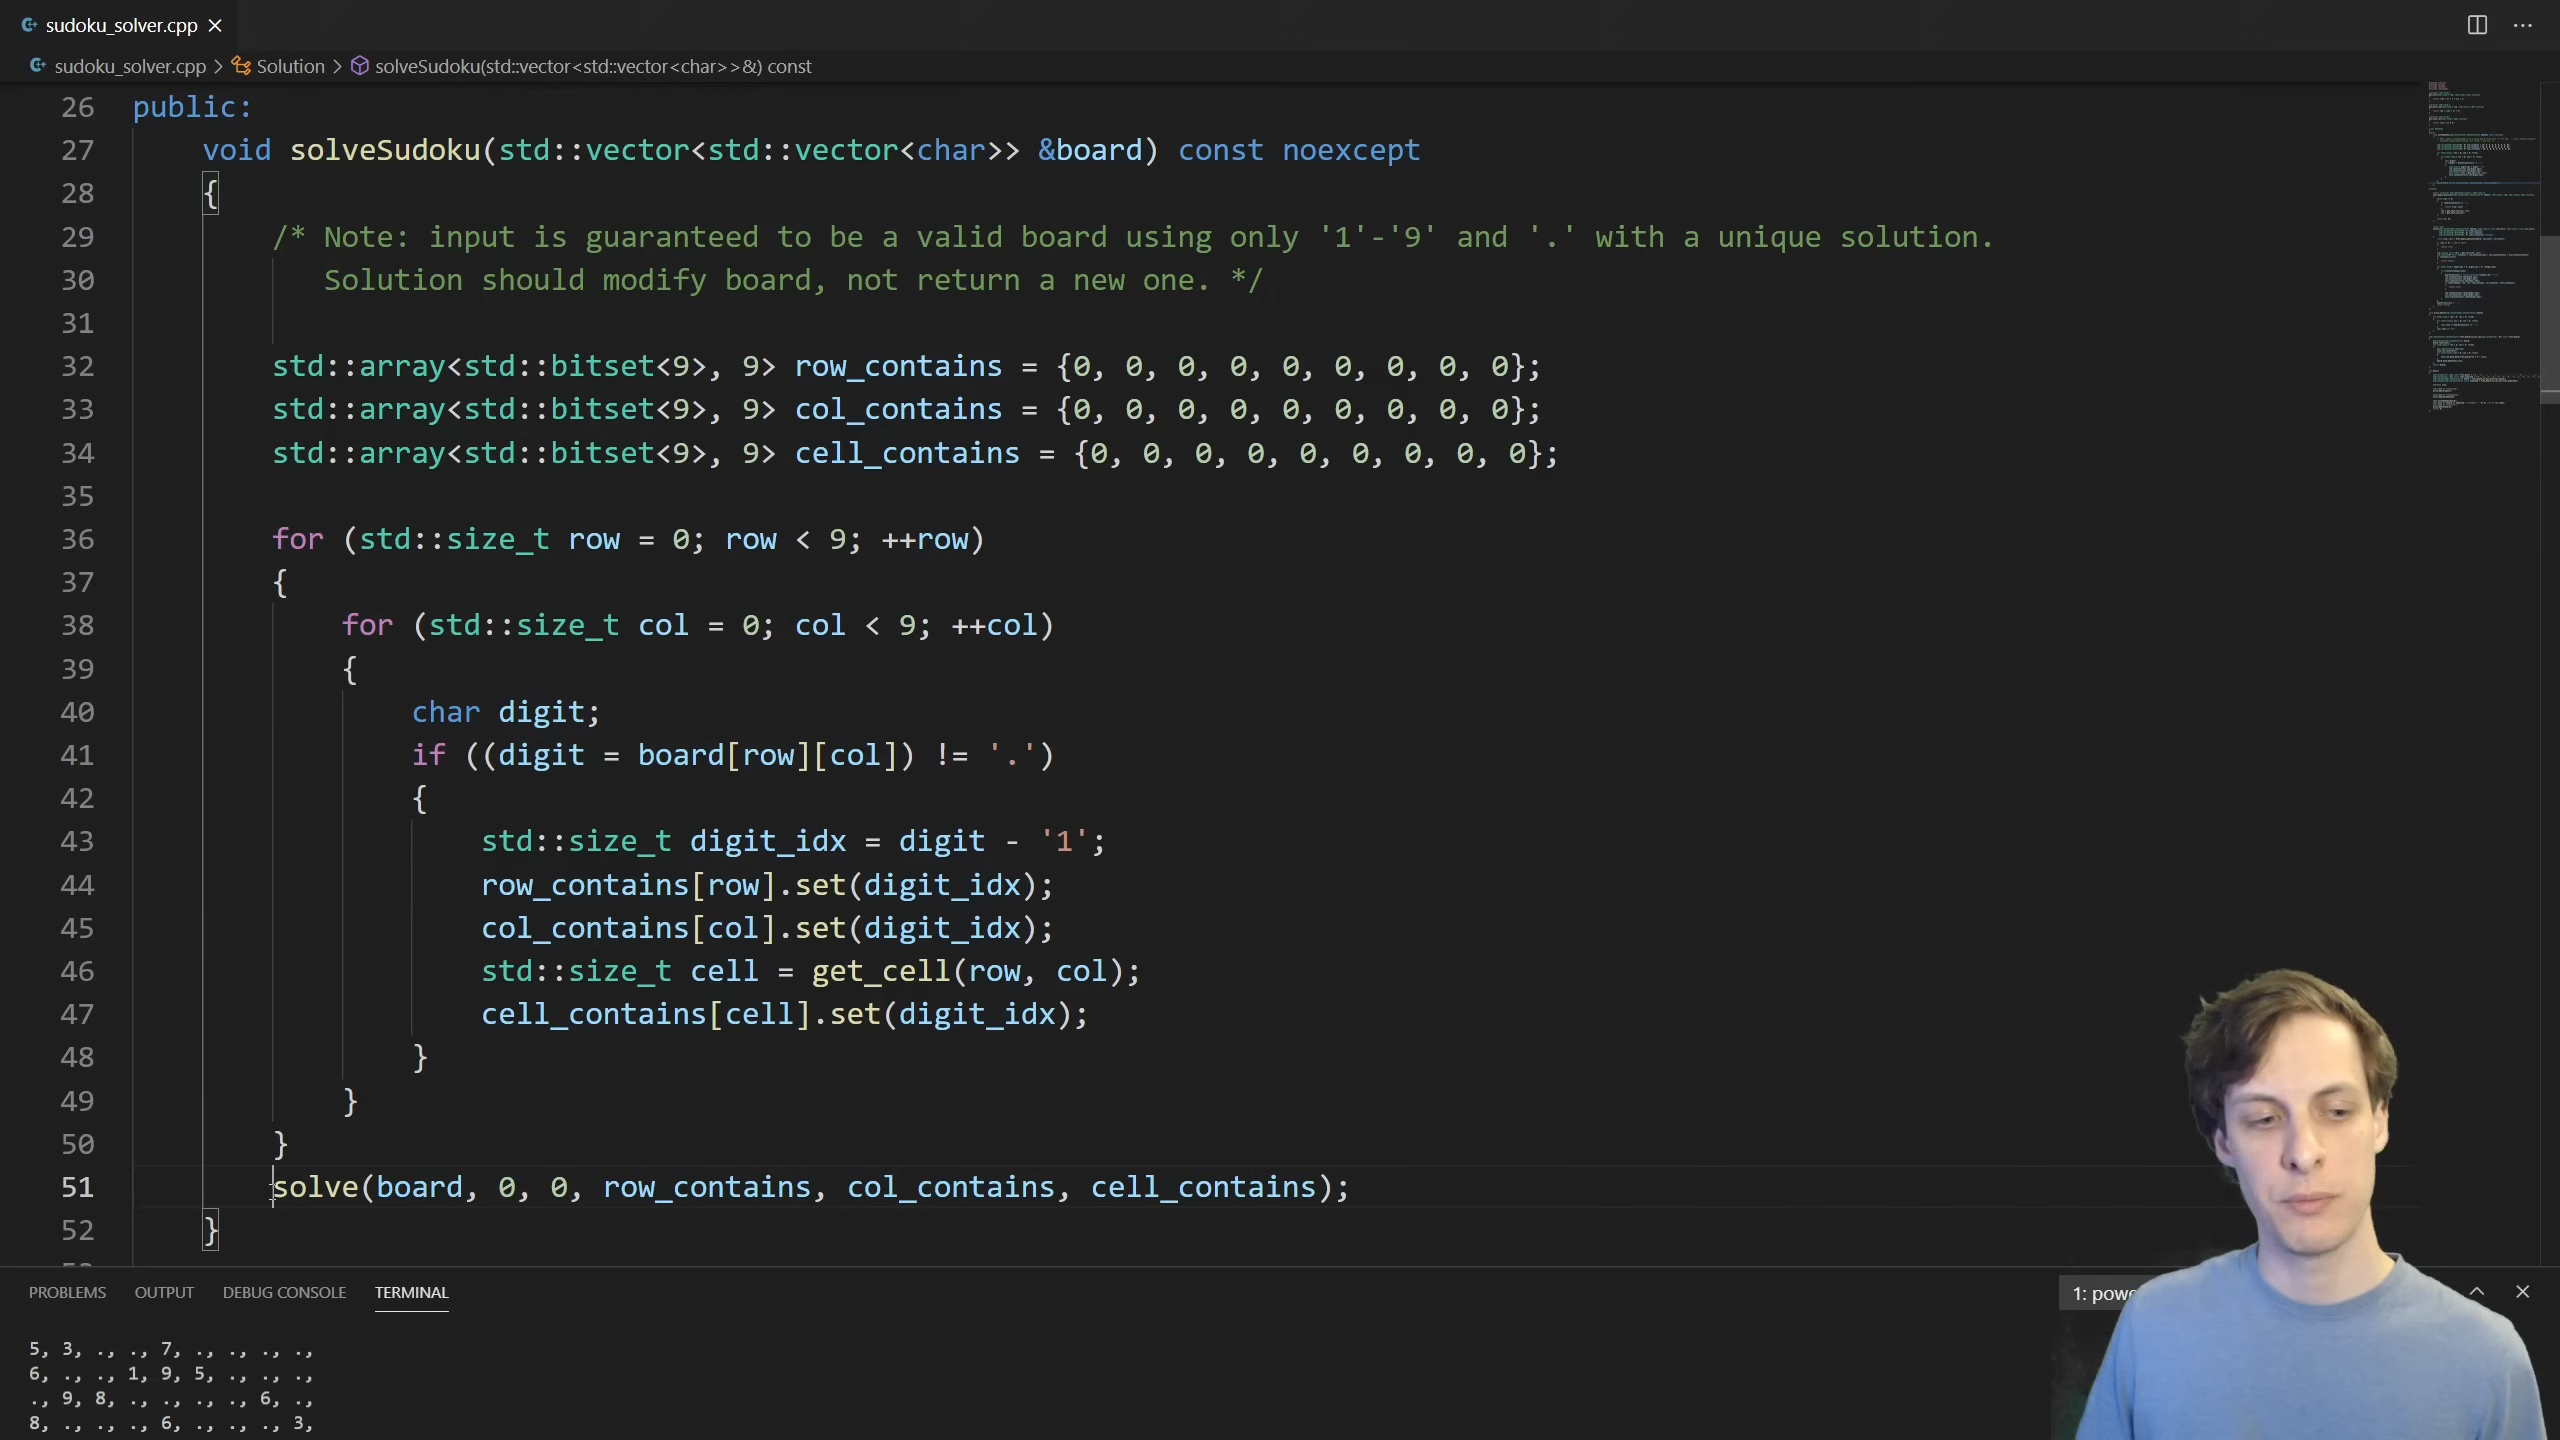 sudoku_solver.cpp
sudoku_solver.cpp > Solution > solveSudoku(std::vector<std::vector<char>>&) const
26 public:
27 void solveSudoku(std::vector<std::vector<char>> &board) const noexcept
28 {
29 /* Note: input is guaranteed to be a valid board using only '1'-'9' and '.' with a unique solution.
30 Solution should modify board, not return a new one. */
31
32 std::array<std::bitset<9>, 9> row_contains = {0, 0, 0, 0, 0, 0, 0, 0, 0};
33 std::array<std::bitset<9>, 9> col_contains = {0, 0, 0, 0, 0, 0, 0, 0, 0};
34 std::array<std::bitset<9>, 9> cell_contains = {0, 0, 0, 0, 0, 0, 0, 0, 0};
35
36 for (std::size_t row = 0; row < 9; ++row)
37 {
38 for (std::size_t col = 0; col < 9; ++col)
39 {
40 char digit;
41 if ((digit = board[row][col]) != '.')
42 {
43 std::size_t digit_idx = digit - '1';
44 row_contains[row].set(digit_idx);
45 col_contains[col].set(digit_idx);
46 std::size_t cell = get_cell(row, col);
47 cell_contains[cell].set(digit_idx);
48 }
49 }
50 }
51 solve(board, 0, 0, row_contains, col_contains, cell_contains);
52 }
PROBLEMS OUTPUT DEBUG CONSOLE TERMINAL 1: powe
5, 3, ., ., 7, ., ., ., .,
6, ., ., 1, 9, 5, ., ., .,
., 9, 8, ., ., ., ., 6, .,
8, ., ., ., 6, ., ., ., 3,